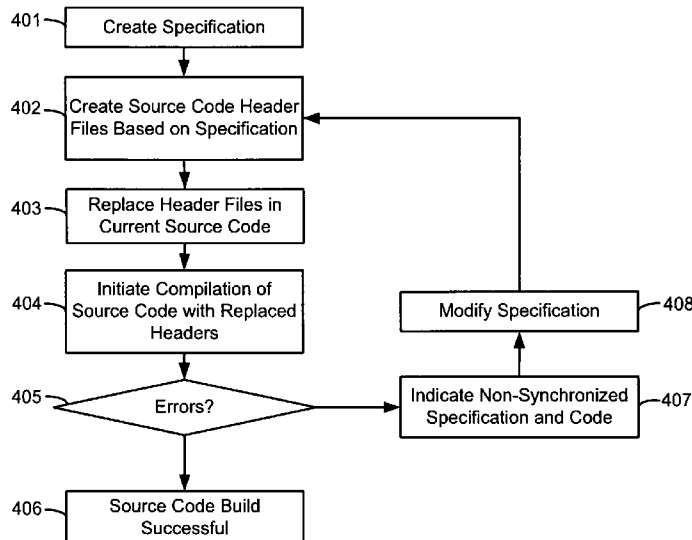 401
Create Specification
402
Create Source Code Header
Files Based on Specification
403
Replace Header Files in
Current Source Code
404
Initiate Compilation of
Source Code with Replaced
Headers
Modify Specification
408
405
Errors?
Indicate Non-Synchronized
Specification and Code
407
406
Source Code Build
Successful